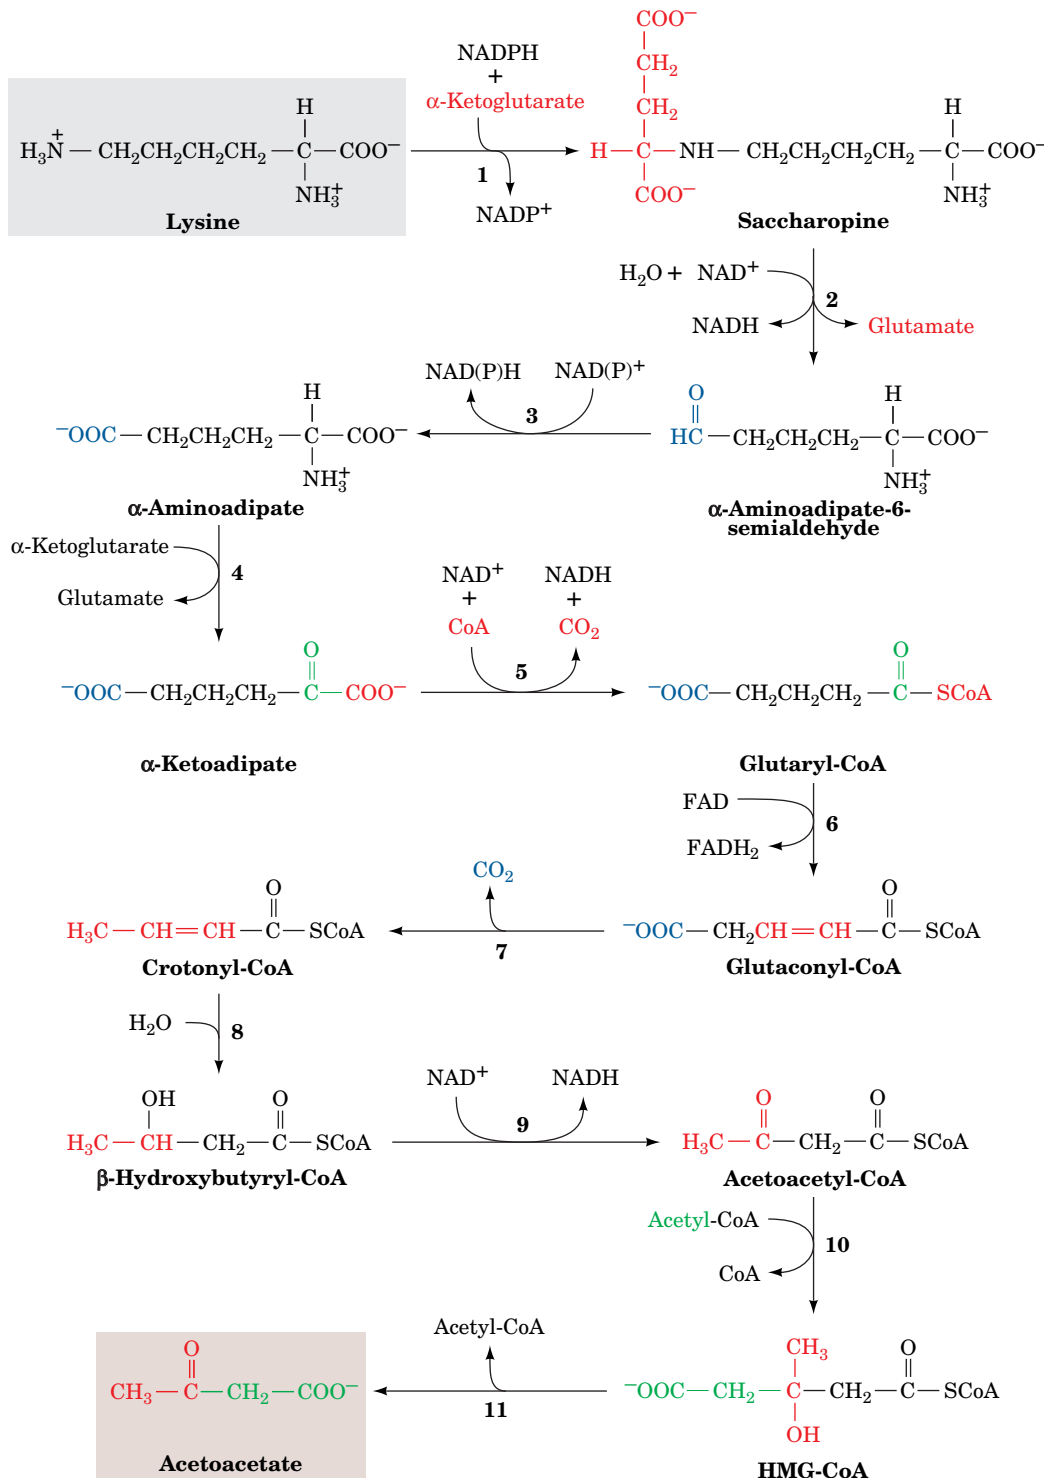 COO⁻
CH₂
CH₂
NADPH
+
α-Ketoglutarate
H
H₃N⁺—CH₂CH₂CH₂CH₂—C—COO⁻
NH₃⁺
Lysine
1
NADP⁺
H
H—C—NH—CH₂CH₂CH₂CH₂—C—COO⁻
COO⁻
NH₃⁺
Saccharopine
H₂O + NAD⁺
2
NADH
Glutamate
NAD(P)H
NAD(P)⁺
3
H
⁻OOC—CH₂CH₂CH₂—C—COO⁻
NH₃⁺
α-Aminoadipate
O
H
HC—CH₂CH₂CH₂—C—COO⁻
NH₃⁺
α-Aminoadipate-6-
semialdehyde
α-Ketoglutarate
4
Glutamate
NAD⁺
+
CoA
NADH
+
CO₂
5
O
⁻OOC—CH₂CH₂CH₂—C—COO⁻
α-Ketoadipate
O
⁻OOC—CH₂CH₂CH₂—C—SCoA
Glutaryl-CoA
FAD
6
FADH₂
CO₂
7
O
H₃C—CH=CH—C—SCoA
Crotonyl-CoA
O
⁻OOC—CH₂CH=CH—C—SCoA
Glutaconyl-CoA
H₂O
8
NAD⁺
NADH
9
OH
O
H₃C—CH—CH₂—C—SCoA
β-Hydroxybutyryl-CoA
O
O
H₃C—C—CH₂—C—SCoA
Acetoacetyl-CoA
Acetyl-CoA
10
CoA
Acetyl-CoA
11
O
CH₃—C—CH₂—COO⁻
Acetoacetate
CH₃
O
⁻OOC—CH₂—C—CH₂—C—SCoA
OH
HMG-CoA